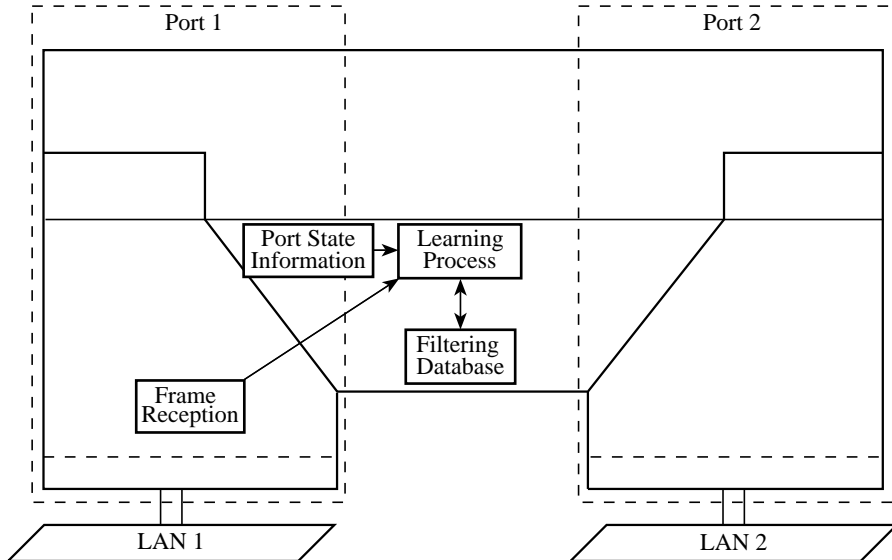 Port 1
Port 2
Port State
Information
Learning
Process
Filtering
Database
Frame
Reception
LAN 1
LAN 2